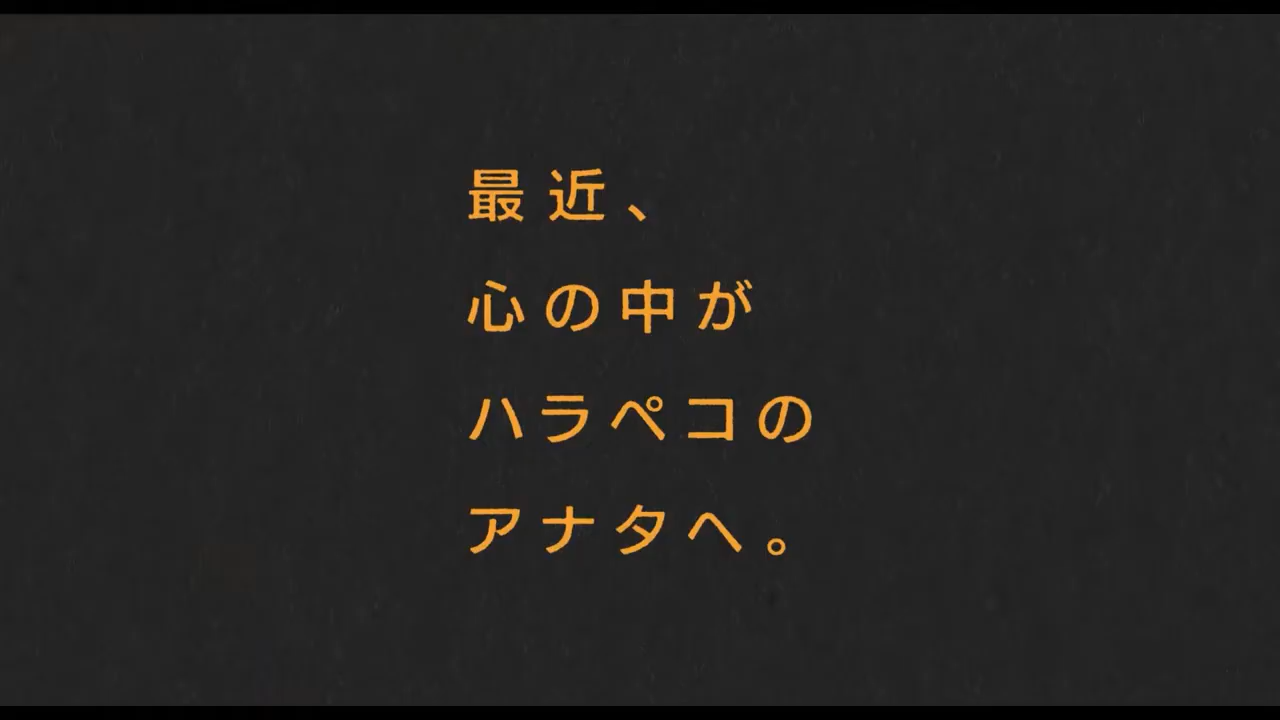 最近、
心の中が
ハラペコの
アナタへ。